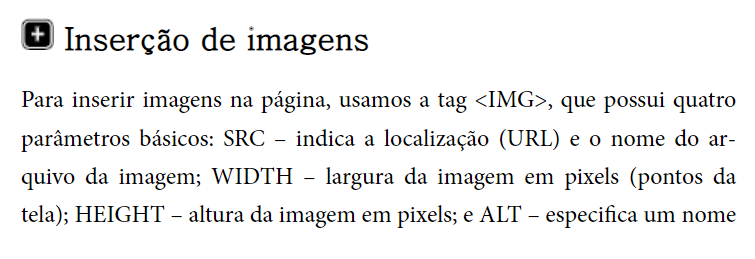 Inserção de imagens
Para inserir imagens na página, usamos a tag <IMG>, que possui quatro
parâmetros básicos: SRC – indica a localização (URL) e o nome do ar-
quivo da imagem; WIDTH – largura da imagem em pixels (pontos da
tela); HEIGHT – altura da imagem em pixels; e ALT – especifica um nome